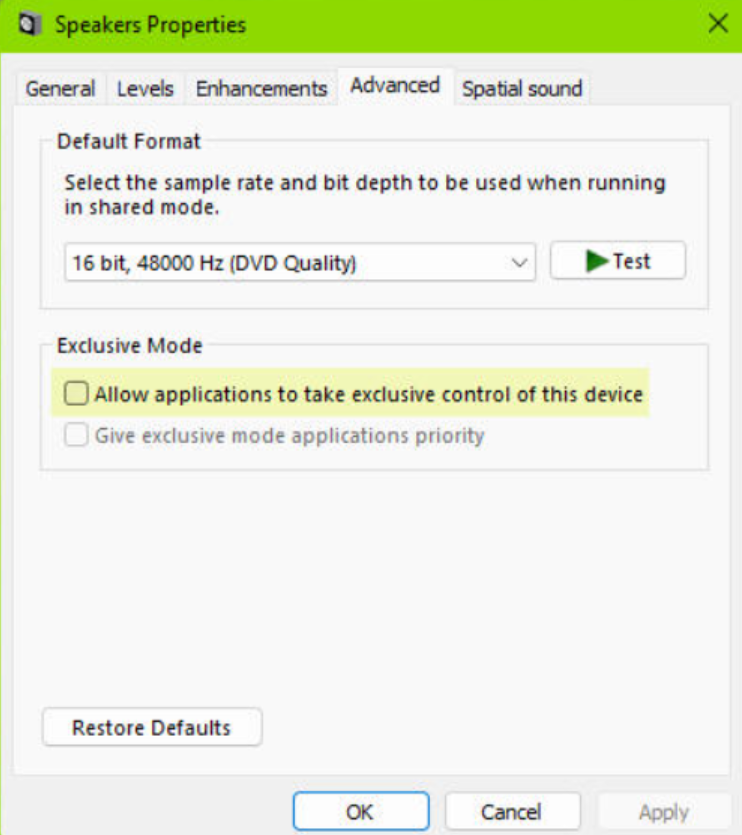 Speakers Properties
General Levels Enhancements Advanced Spatial sound
Default Format
Select the sample rate and bit depth to be used when running
in shared mode.
16 bit, 48000 Hz (DVD Quality) Test
Exclusive Mode
Allow applications to take exclusive control of this device
Give exclusive mode applications priority
Restore Defaults
OK Cancel Apply